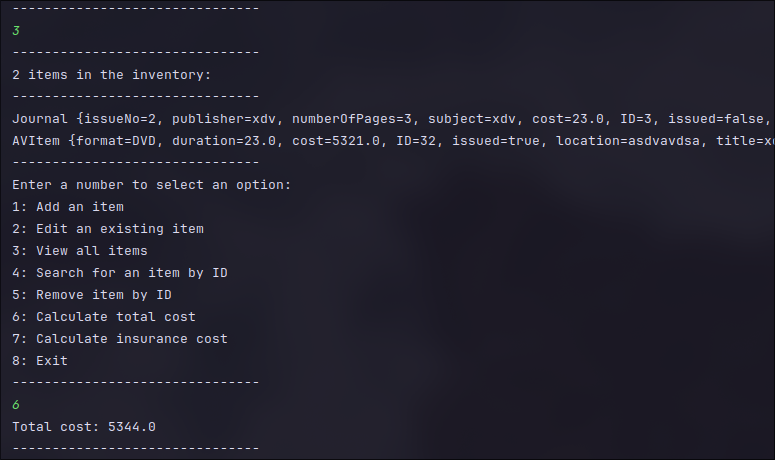 -------------------------------
3
-------------------------------
2 items in the inventory:
-------------------------------
Journal {issueNo=2, publisher=xdv, numberOfPages=3, subject=xdv, cost=23.0, ID=3, issued=false,
AVItem {format=DVD, duration=23.0, cost=5321.0, ID=32, issued=true, location=asdvavdsa, title=x
-------------------------------
Enter a number to select an option:
1: Add an item
2: Edit an existing item
3: View all items
4: Search for an item by ID
5: Remove item by ID
6: Calculate total cost
7: Calculate insurance cost
8: Exit
-------------------------------
6
Total cost: 5344.0
-------------------------------